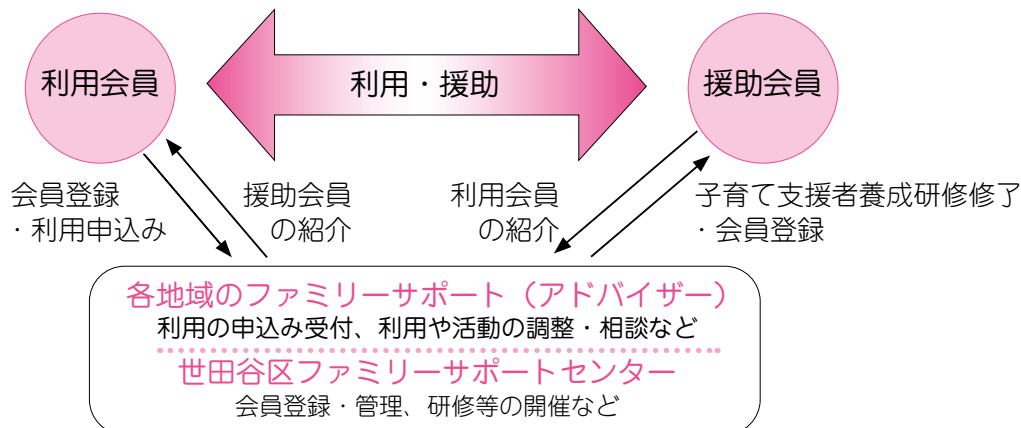 利用会員
利用・援助
援助会員
会員登録
・利用申込み
援助会員
の紹介
利用会員
の紹介
子育て支援者養成研修修了
・会員登録
各地域のファミリーサポート（アドバイザー）
利用の申込み受付、利用や活動の調整・相談など
世田谷区ファミリーサポートセンター
会員登録・管理、研修等の開催など